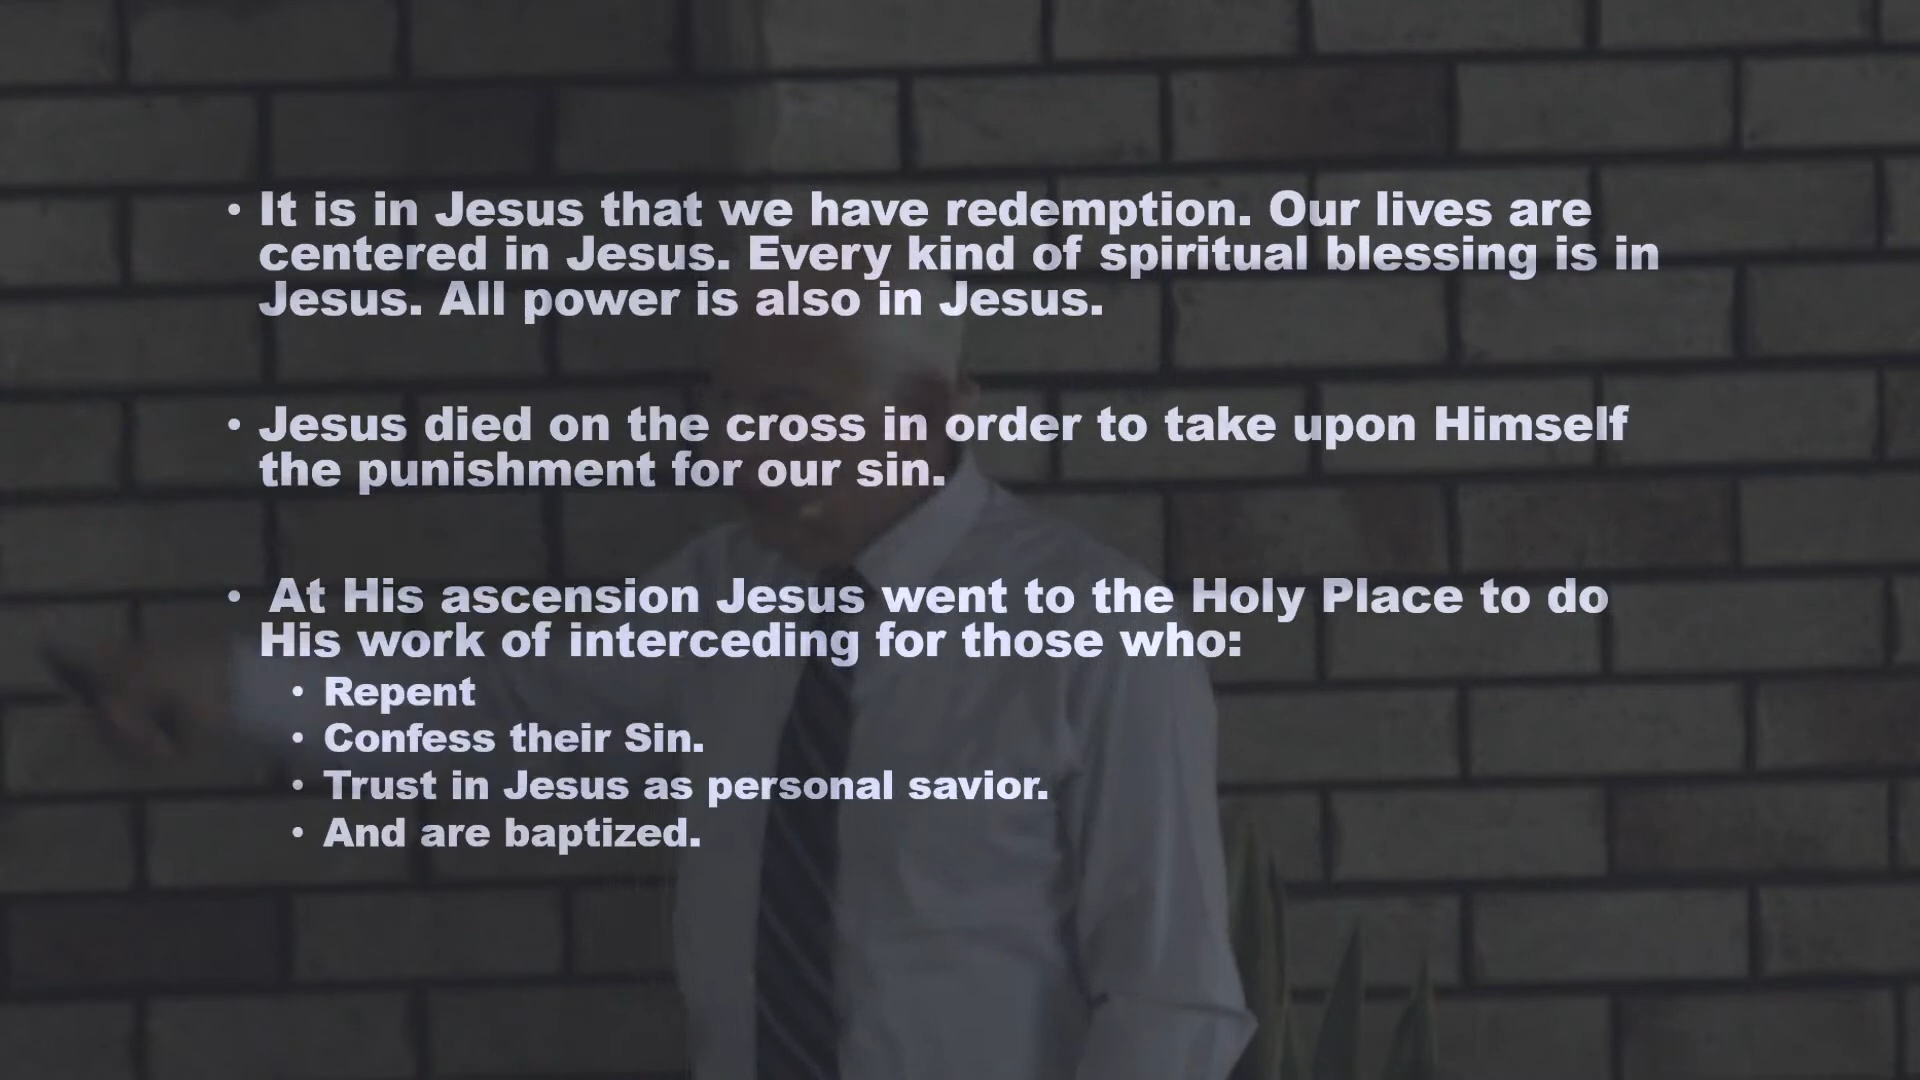 • It is in Jesus that we have redemption. Our lives are
centered in Jesus. Every kind of spiritual blessing is in
Jesus. All power is also in Jesus.
• Jesus died on the cross in order to take upon Himself
the punishment for our sin.
• At His ascension Jesus went to the Holy Place to do
His work of interceding for those who:
• Repent
• Confess their Sin.
• Trust in Jesus as personal savior.
• And are baptized.